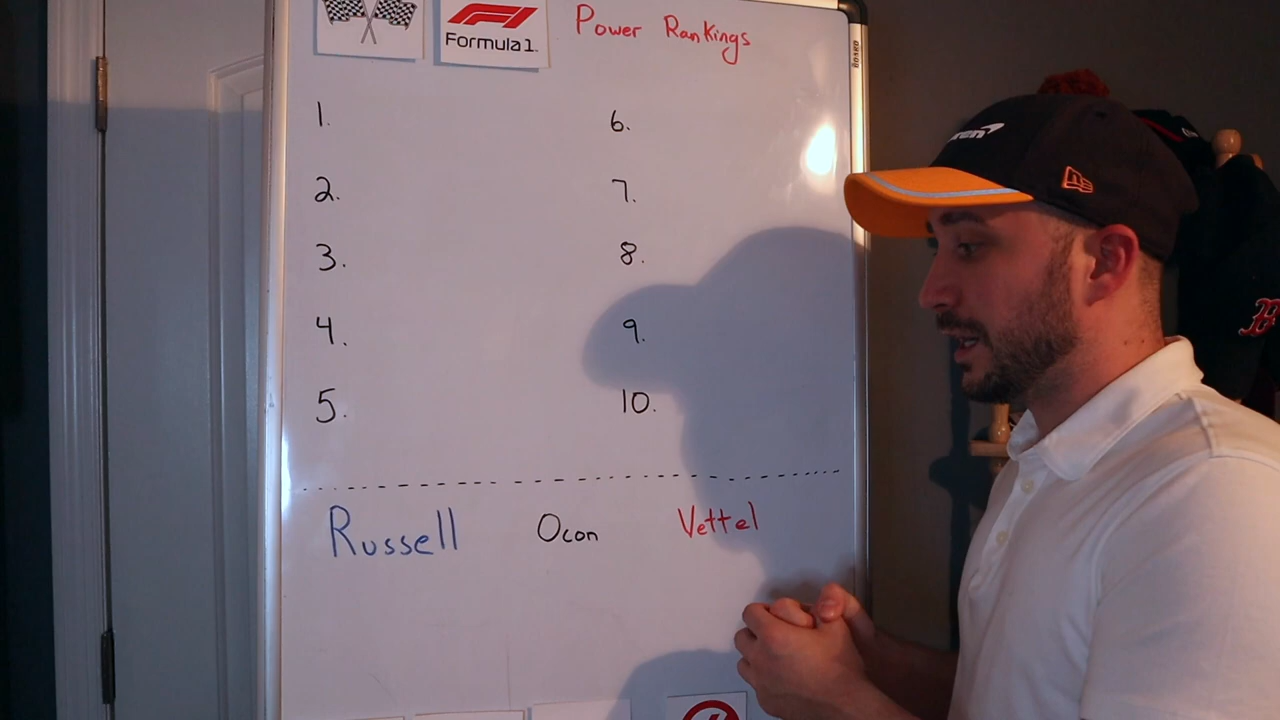 Formula 1.
Power Rankings
1.
2.
3.
4.
5.
6.
7.
8.
9.
10.
Russell Ocon Vettel
B